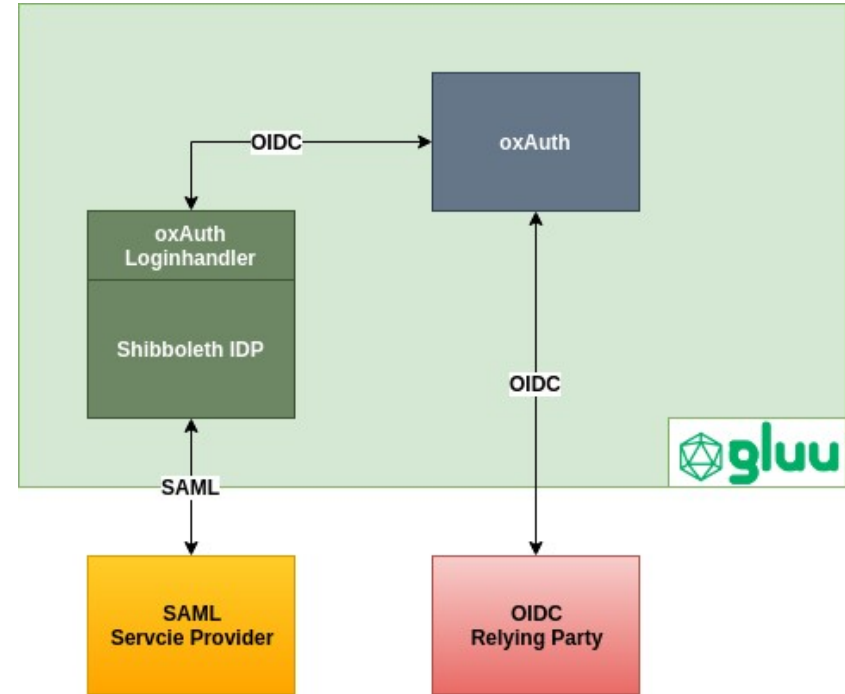 OIDC
oxAuth
oxAuth
Loginhandler
Shibboleth IDP
OIDC
gluu
SAML
SAML
Servcie Provider
OIDC
Relying Party